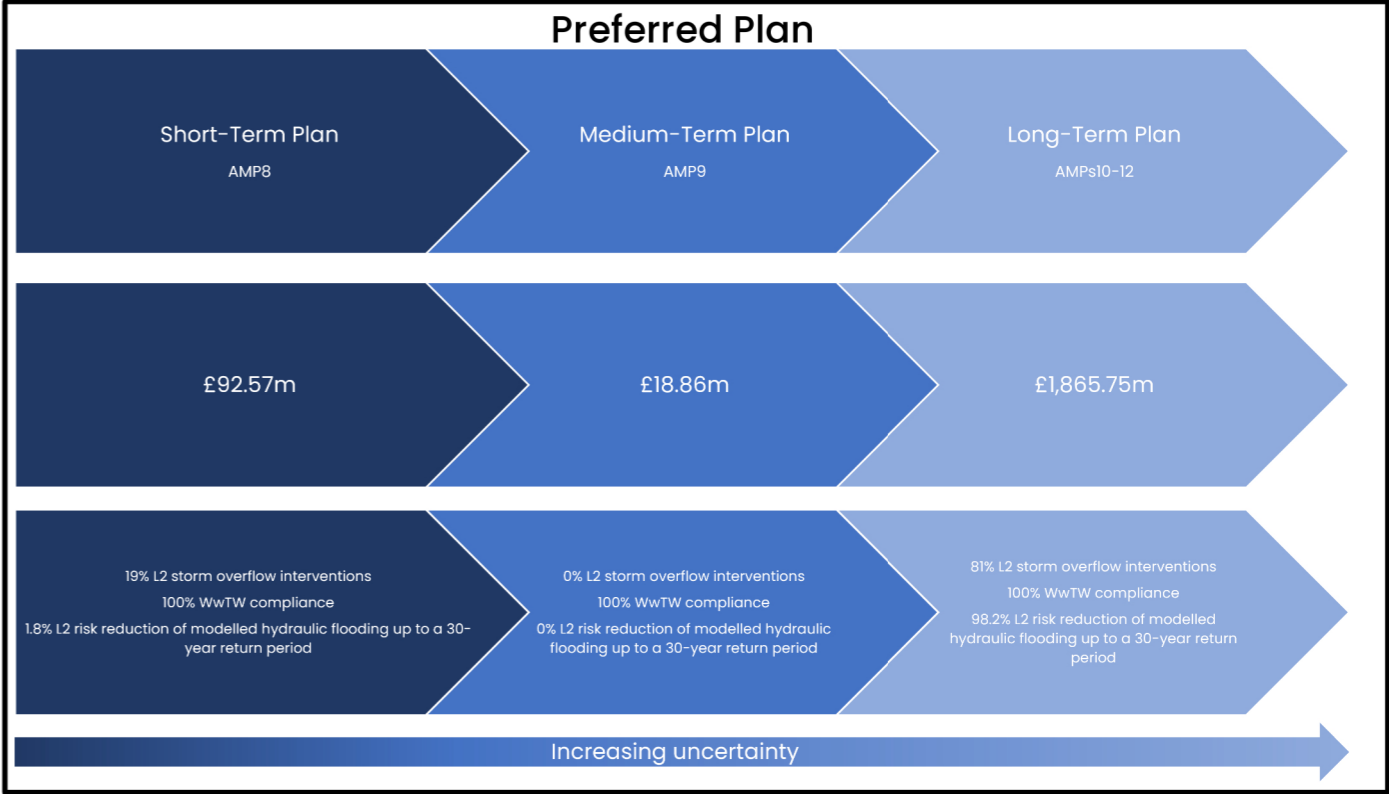 Preferred Plan
Short-Term Plan
AMP8
Medium-Term Plan
AMP9
Long-Term Plan
AMPs10-12
£92.57m
£18.86m
£1,865.75m
19% L2 storm overflow interventions
100% WwTW compliance
1.8% L2 risk reduction of modelled hydraulic flooding up to a 30-
year return period
0% L2 storm overflow interventions
100% WwTW compliance
0% L2 risk reduction of modelled hydraulic
flooding up to a 30-year return period
81% L2 storm overflow interventions
100% WwTW compliance
98.2% L2 risk reduction of modelled
hydraulic flooding up to a 30-year return
period
Increasing uncertainty